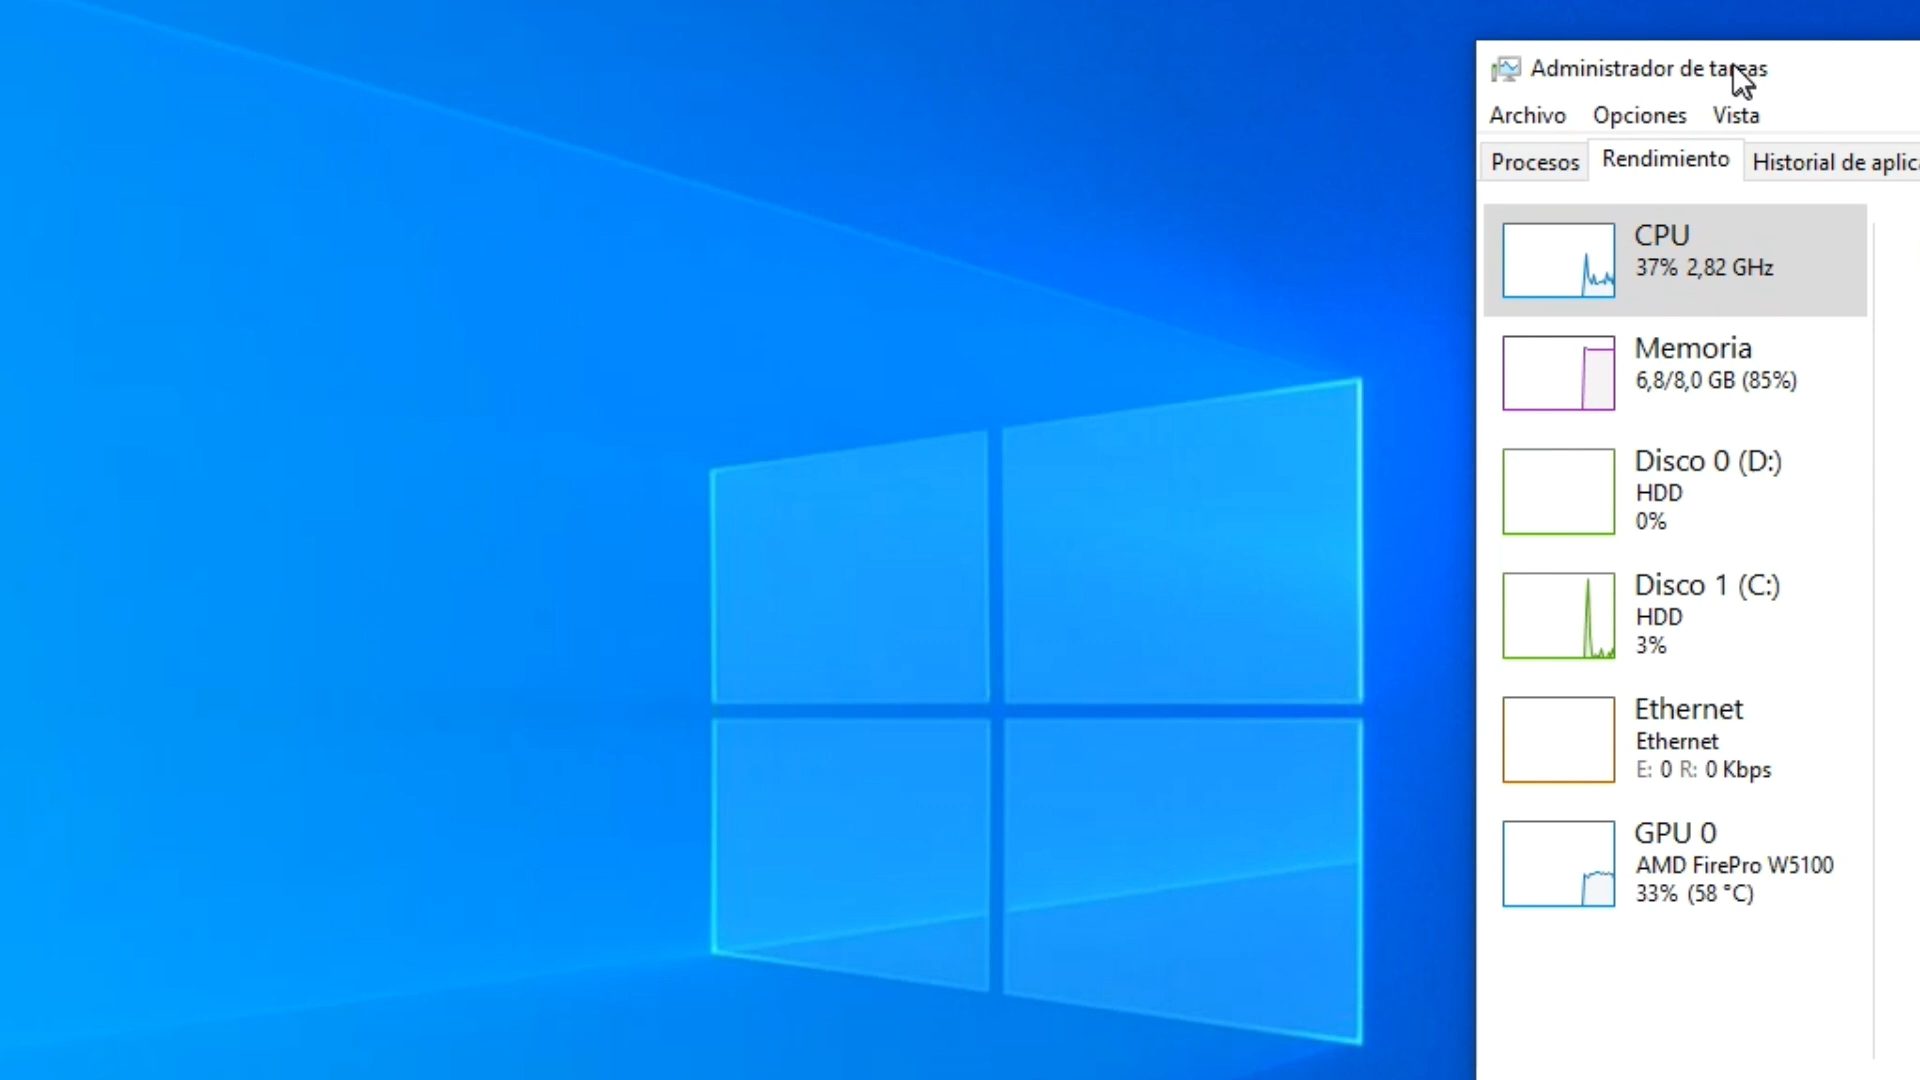 Administrador de tareas
Archivo Opciones Vista
Procesos Rendimiento Historial de
CPU
37% 2,82 GHz
Memoria
6,8/8,0 GB (85%)
Disco 0 (D:)
HDD
0%
Disco 1 (C:)
HDD
3%
Ethernet
Ethernet
E: 0 R: 0 Kbps
GPU 0
AMD FirePro W5100
33% (58 °C)